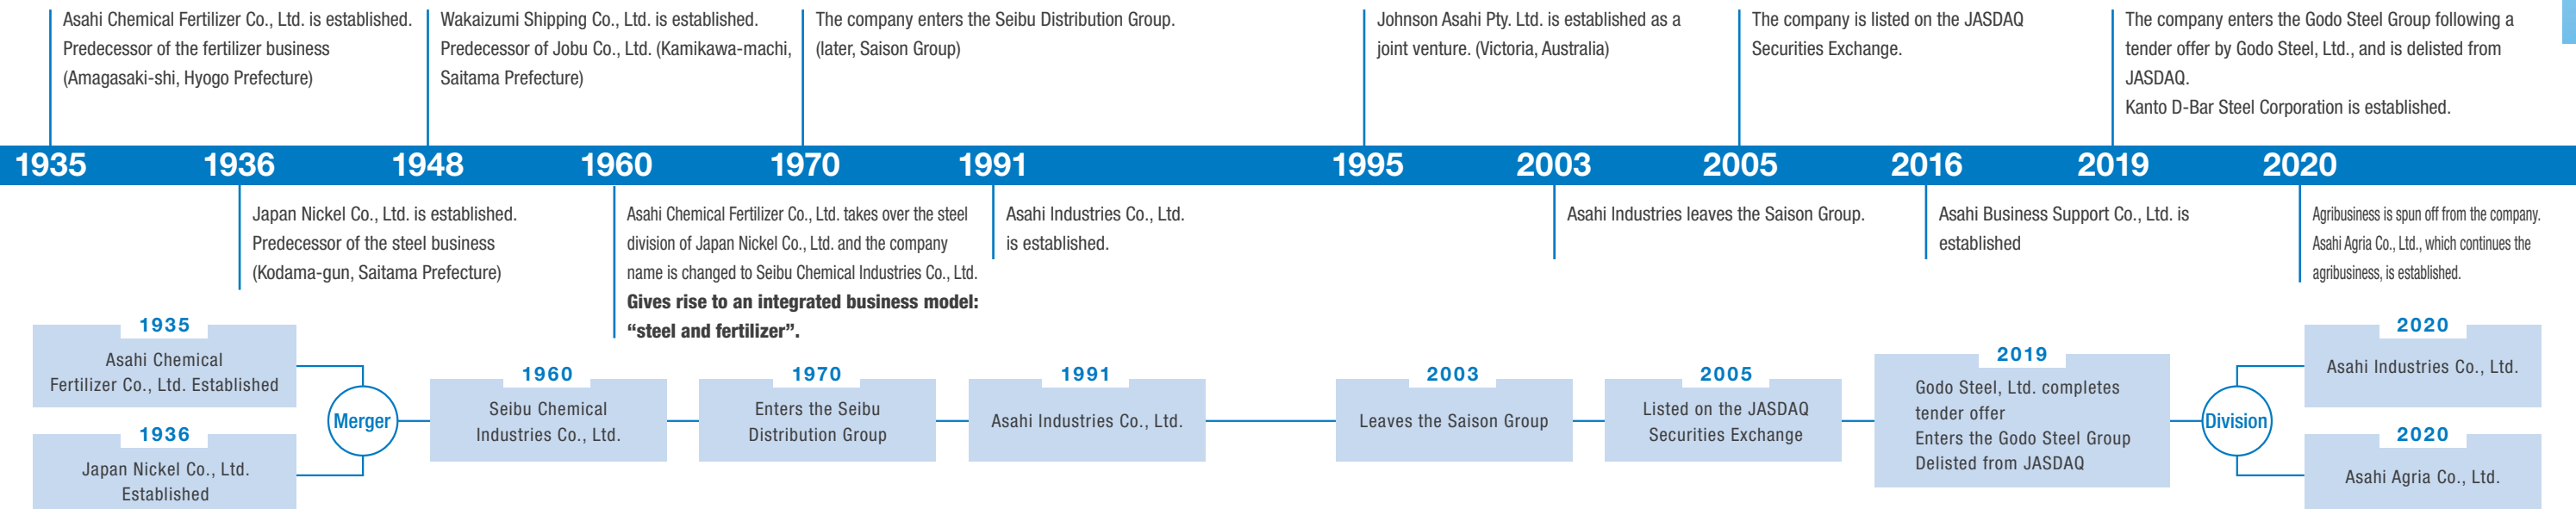 Asahi Chemical Fertilizer Co., Ltd. is established.
Predecessor of the fertilizer business
(Amagasaki-shi, Hyogo Prefecture)
Wakaizumi Shipping Co., Ltd. is established.
Predecessor of Jobu Co., Ltd. (Kamikawa-machi,
Saitama Prefecture)
The company enters the Seibu Distribution Group.
(later, Saison Group)
Johnson Asahi Pty. Ltd. is established as a
joint venture. (Victoria, Australia)
The company is listed on the JASDAQ
Securities Exchange.
The company enters the Godo Steel Group following a
tender offer by Godo Steel, Ltd., and is delisted from
JASDAQ.
Kanto D-Bar Steel Corporation is established.
1935 1936 1948 1960 1970 1991 1995 2003 2005 2016 2019 2020
Japan Nickel Co., Ltd. is established.
Predecessor of the steel business
(Kodama-gun, Saitama Prefecture)
Asahi Chemical Fertilizer Co., Ltd. takes over the steel
division of Japan Nickel Co., Ltd. and the company
name is changed to Seibu Chemical Industries Co., Ltd.
Gives rise to an integrated business model:
“steel and fertilizer”.
Asahi Industries Co., Ltd.
is established.
Asahi Industries leaves the Saison Group.
Asahi Business Support Co., Ltd. is
established
Agribusiness is spun off from the company.
Asahi Agria Co., Ltd., which continues the
agribusiness, is established.
1935
Asahi Chemical
Fertilizer Co., Ltd. Established
1936
Japan Nickel Co., Ltd.
Established
Merger
1960
Seibu Chemical
Industries Co., Ltd.
1970
Enters the Seibu
Distribution Group
1991
Asahi Industries Co., Ltd.
2003
Leaves the Saison Group
2005
Listed on the JASDAQ
Securities Exchange
2019
Godo Steel, Ltd. completes
tender offer
Enters the Godo Steel Group
Delisted from JASDAQ
Division
2020
Asahi Industries Co., Ltd.
2020
Asahi Agria Co., Ltd.